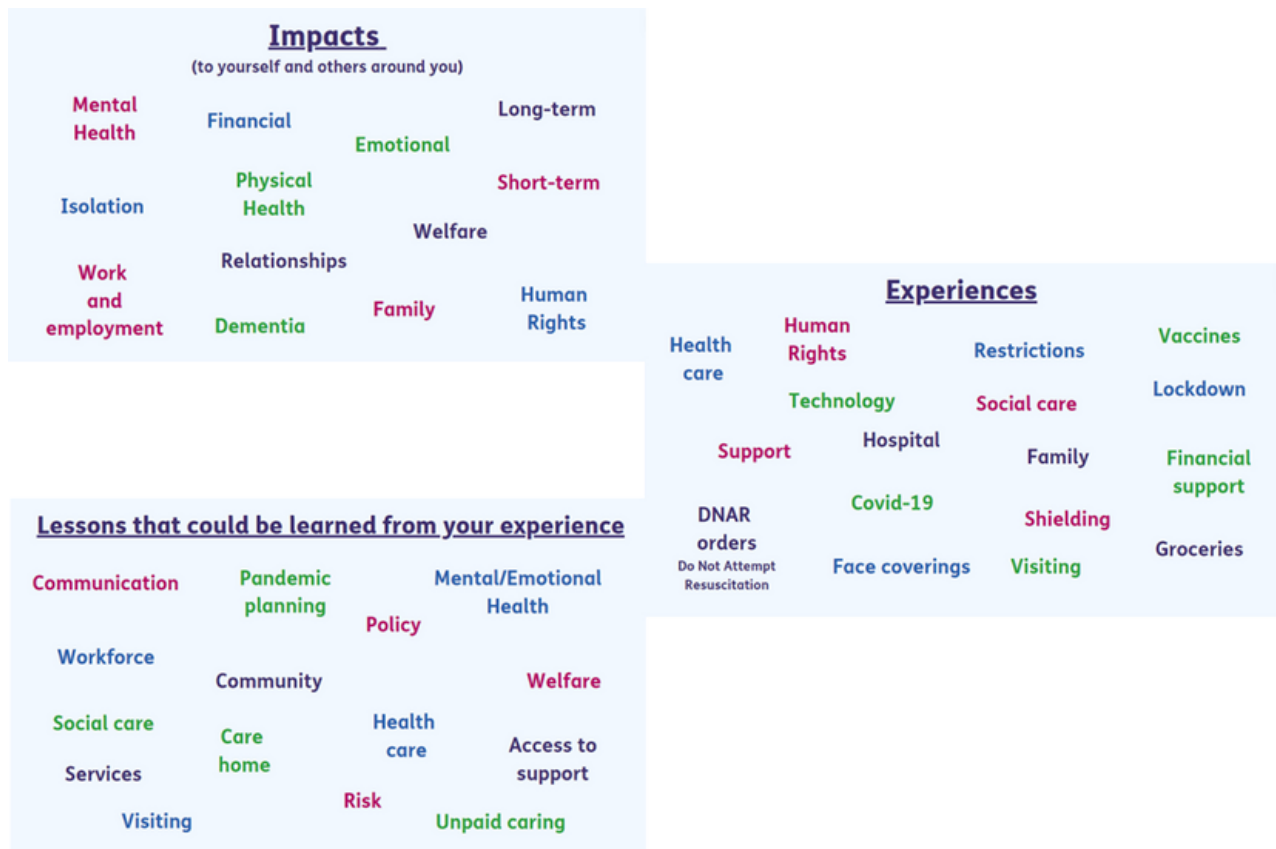 Impacts
(to yourself and others around you)
Mental
Health
Financial
Long-term
Emotional
Physical
Health
Short-term
Isolation
Welfare
Relationships
Work
and
employment
Family
Human
Rights
Dementia
Experiences
Health
care
Human
Rights
Restrictions
Vaccines
Technology
Social care
Lockdown
Support
Hospital
Family
Financial
support
DNAR
orders
Do Not Attempt
Resuscitation
Covid-19
Shielding
Groceries
Face coverings
Visiting
Lessons that could be learned from your experience
Communication
Pandemic
planning
Mental/Emotional
Health
Policy
Workforce
Community
Welfare
Social care
Care
home
Health
care
Access to
support
Services
Risk
Visiting
Unpaid caring